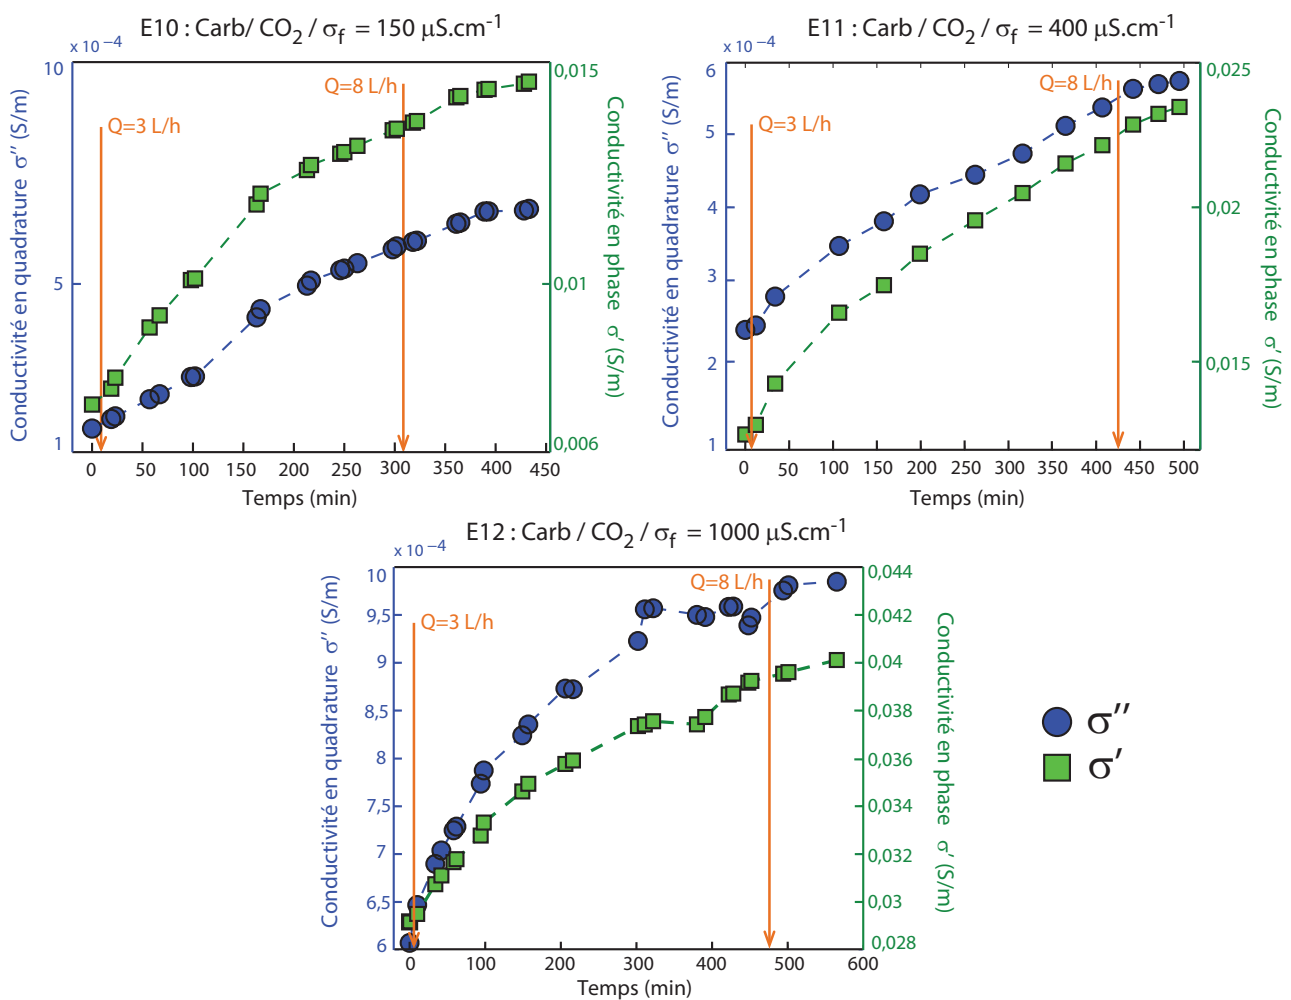 E10 : Carb/ CO2 / σf = 150 μS.cm-1
x 10-4
10
5
1
Conductivité en quadrature σ′′ (S/m)
Q=3 L/h
Q=8 L/h
0,015
0,01
0,006
Conductivité en phase σ′ (S/m)
0 50 100 150 200 250 300 350 400 450
Temps (min)
E11 : Carb / CO2 / σf = 400 μS.cm-1
x 10-4
6
5
4
3
2
1
Conductivité en quadrature σ′′ (S/m)
Q=3 L/h
Q=8 L/h
0,025
0,02
0,015
Conductivité en phase σ′ (S/m)
0 50 100 150 200 250 300 350 400 450 500
Temps (min)
E12 : Carb / CO2 / σf = 1000 μS.cm-1
x 10-4
10
9,5
9
8,5
8
7,5
7
6,5
6
Conductivité en quadrature σ′′ (S/m)
Q=3 L/h
Q=8 L/h
0,044
0,042
0,04
0,038
0,036
0,034
0,032
0,03
0,028
Conductivité en phase σ′ (S/m)
0 100 200 300 400 500 600
Temps (min)
σ′′
σ′